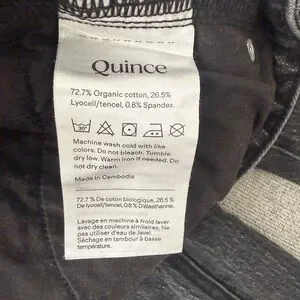 Quince
72.7% Organic cotton, 26.5%
Lyocell/tencel, 0.8% Spandex.
30°
Machine wash cold with like
colors. Do not bleach. Tumble
dry low. Warm iron if needed. Do
not dry clean.
Made in Cambodia
72.7 % De coton biologique, 26.5 %
De lyocell/tencel, 0.8 % D'élasthanne.
Lavage en machine à froid laver
avec des couleurs similaires. Ne
pas utiliser d'eau de Javel.
Séchage en tambour à basse
température.